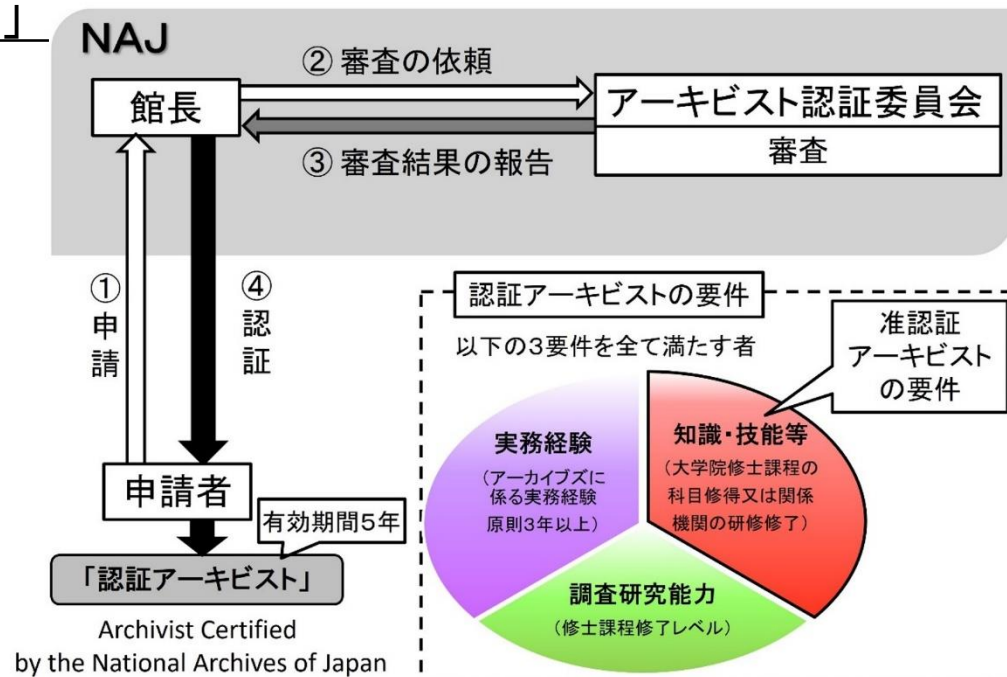 」
NAJ
② 審査の依頼
館長
アーキビスト認証委員会
審査
③ 審査結果の報告
①申請
④認証
申請者
有効期間5年
「認証アーキビスト」
Archivist Certified
by the National Archives of Japan
認証アーキビストの要件
以下の3要件を全て満たす者
准認証
アーキビスト
の要件
実務経験
(アーカイブズに
係る実務経験
原則3年以上)
知識・技能等
(大学院修士課程の
科目修得又は関係
機関の研修修了)
調査研究能力
(修士課程修了レベル)